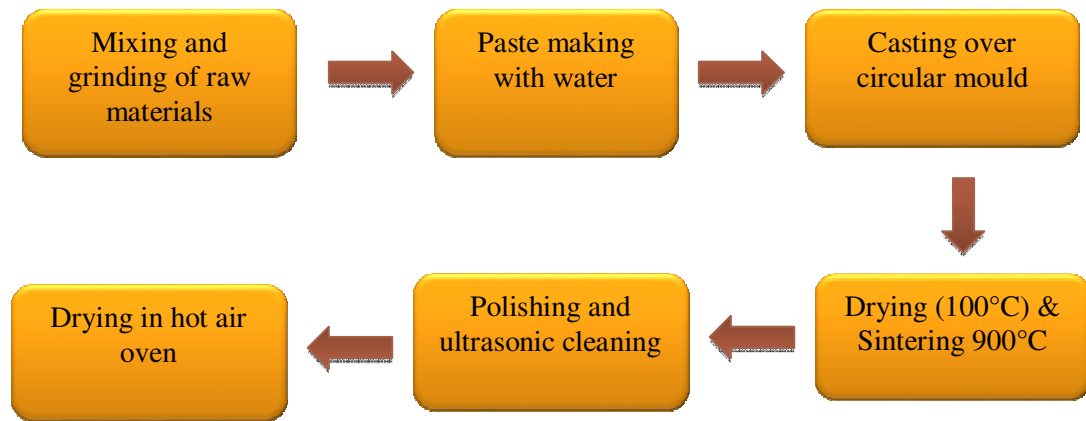 Mixing and
grinding of raw
materials
Paste making
with water
Casting over
circular mould
Drying (100°C) &
Sintering 900°C
Polishing and
ultrasonic cleaning
Drying in hot air
oven